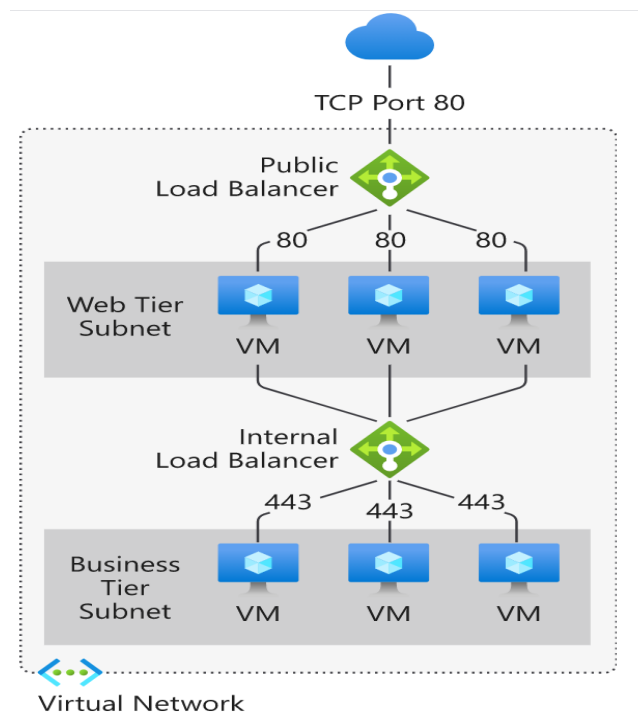 TCP Port 80
Public
Load Balancer
80
80
80
Web Tier
Subnet
VM
VM
VM
Internal
Load Balancer
443
443
443
Business
Tier
Subnet
VM
VM
VM
Virtual Network